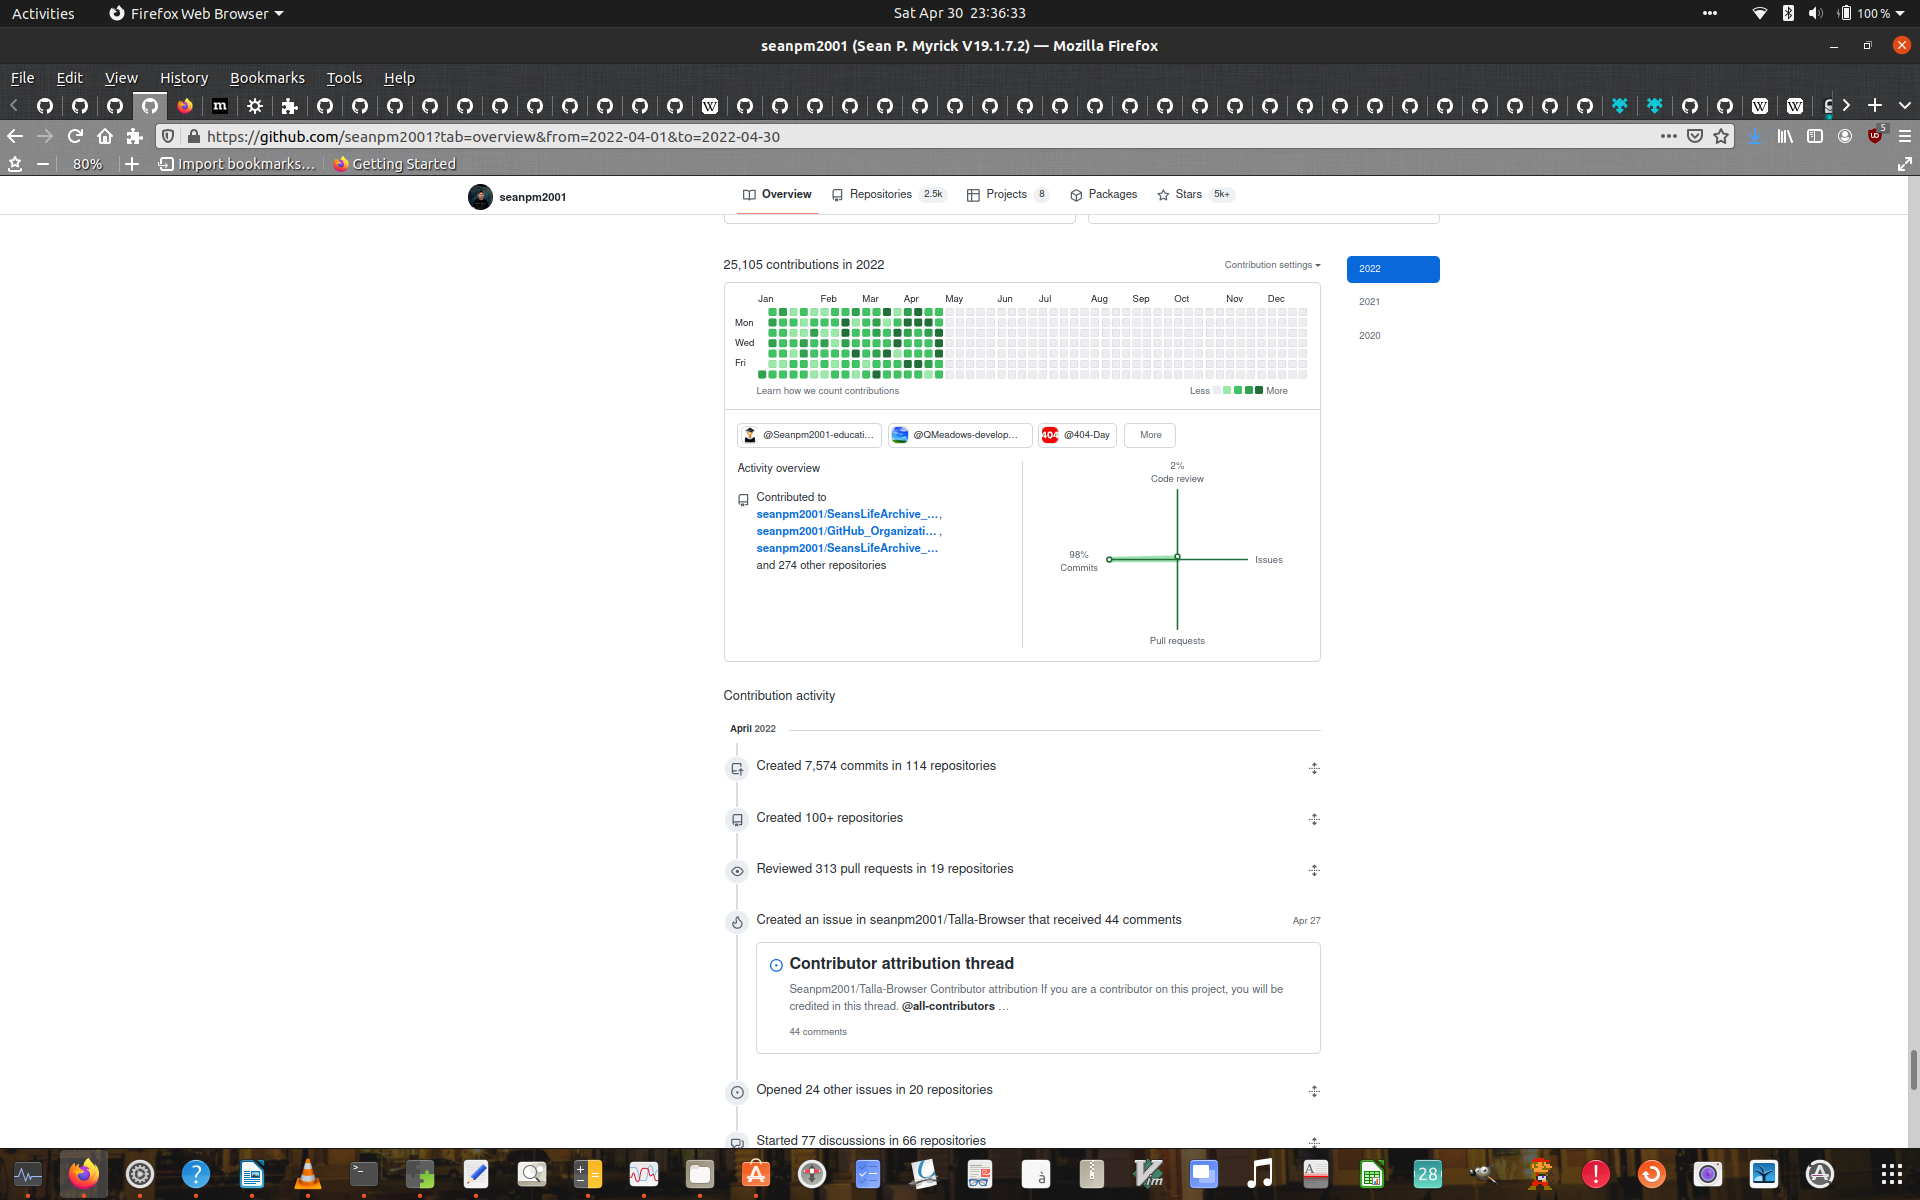 Activities
Firefox Web Browser
Sat Apr 30 23:36:33
100 %
seanpm2001 (Sean P. Myrick V19.1.7.2) — Mozilla Firefox
File Edit View History Bookmarks Tools Help
https://github.com/seanpm2001?tab=overview&from=2022-04-01&to=2022-04-30
5
80%
Import bookmarks...
Getting Started
seanpm2001
Overview
Repositories 2.5k
Projects 8
Packages
Stars 5k+
25,105 contributions in 2022
Contribution settings
2022
2021
2020
Jan Feb Mar Apr May Jun Jul Aug Sep Oct Nov Dec
Mon
Wed
Fri
Learn how we count contributions
Less More
@Seanpm2001-educati...
@QMeadows-develop...
404 @404-Day
More
Activity overview
Contributed to
seanpm2001/SeansLifeArchive_... ,
seanpm2001/GitHub_Organizati... ,
seanpm2001/SeansLifeArchive_...
and 274 other repositories
2%
Code review
98%
Commits
Issues
Pull requests
Contribution activity
April 2022
Created 7,574 commits in 114 repositories
Created 100+ repositories
Reviewed 313 pull requests in 19 repositories
Created an issue in seanpm2001/Talla-Browser that received 44 comments
Apr 27
Contributor attribution thread
Seanpm2001/Talla-Browser Contributor attribution If you are a contributor on this project, you will be
credited in this thread. @all-contributors ...
44 comments
Opened 24 other issues in 20 repositories
Started 77 discussions in 66 repositories
28